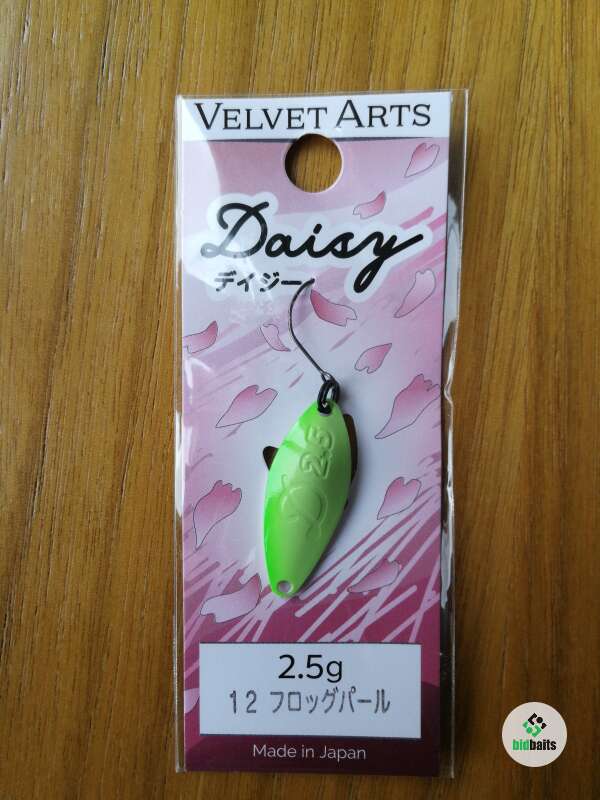 VELVET ARTS
Daisy
デイジー
D 2.5
2.5g
12 フロッグパール
Made in Japan
bidbaits